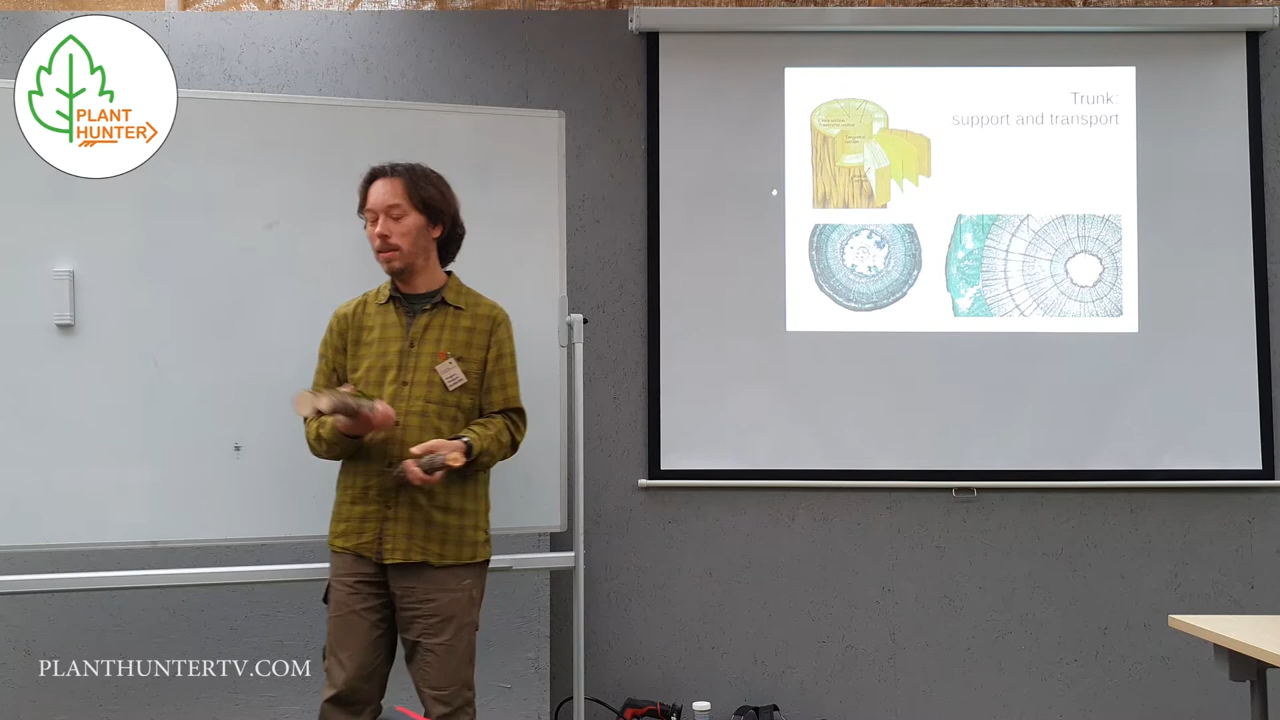 PLANT
HUNTER
Trunk:
support and transport
PLANTHUNTERTV.COM